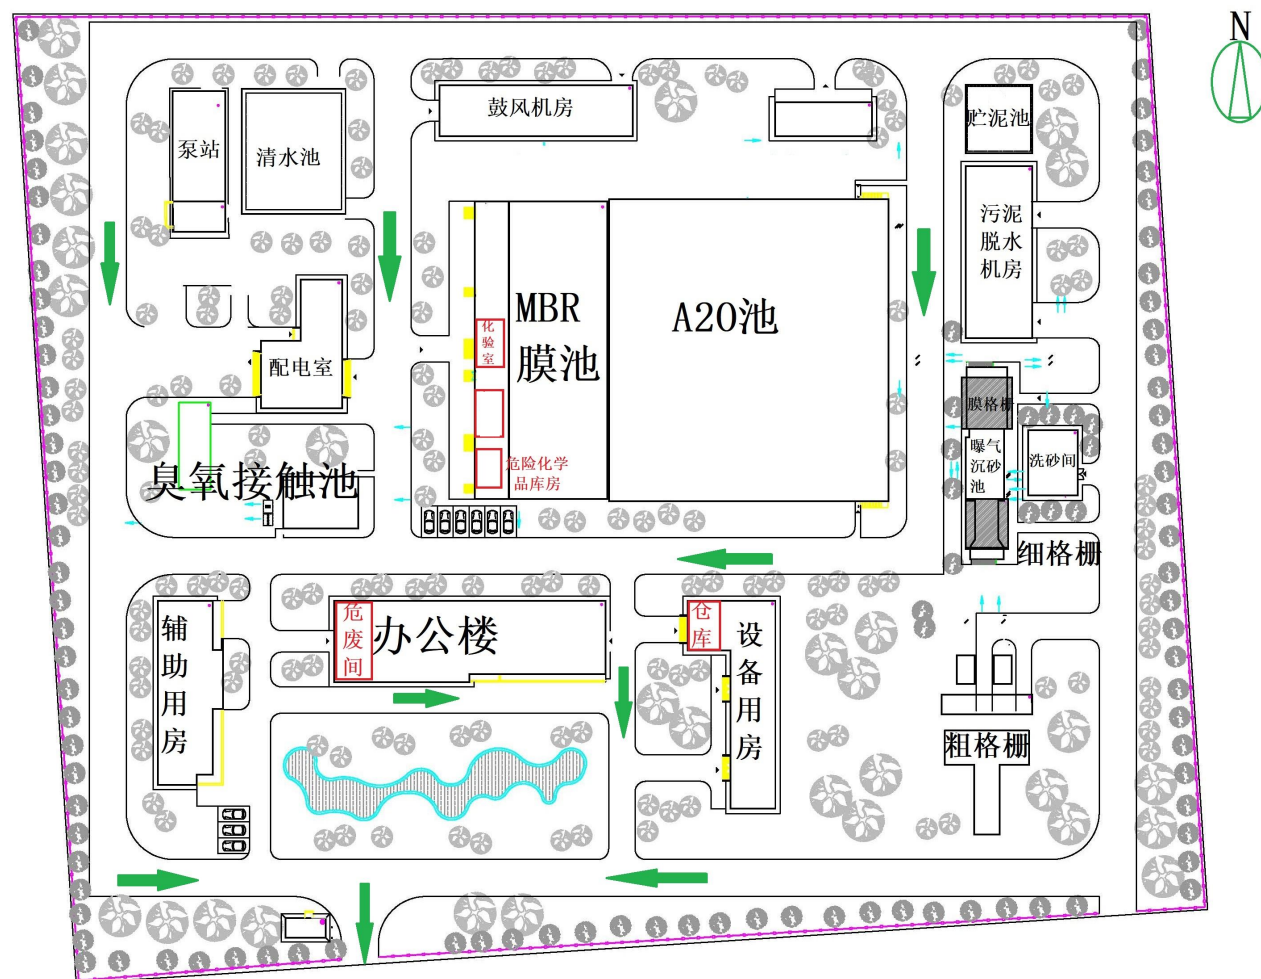 N
鼓风机房
贮泥池
泵站
清水池
污泥
脱水
机房
化
验
室
MBR
膜池
A2O池
配电室
膜格栅
曝气
沉砂
池
洗砂间
危险化学
品库房
臭氧接触池
细格栅
辅
助
用
房
危
废
间
办公楼
仓
库
设
备
用
房
粗格栅